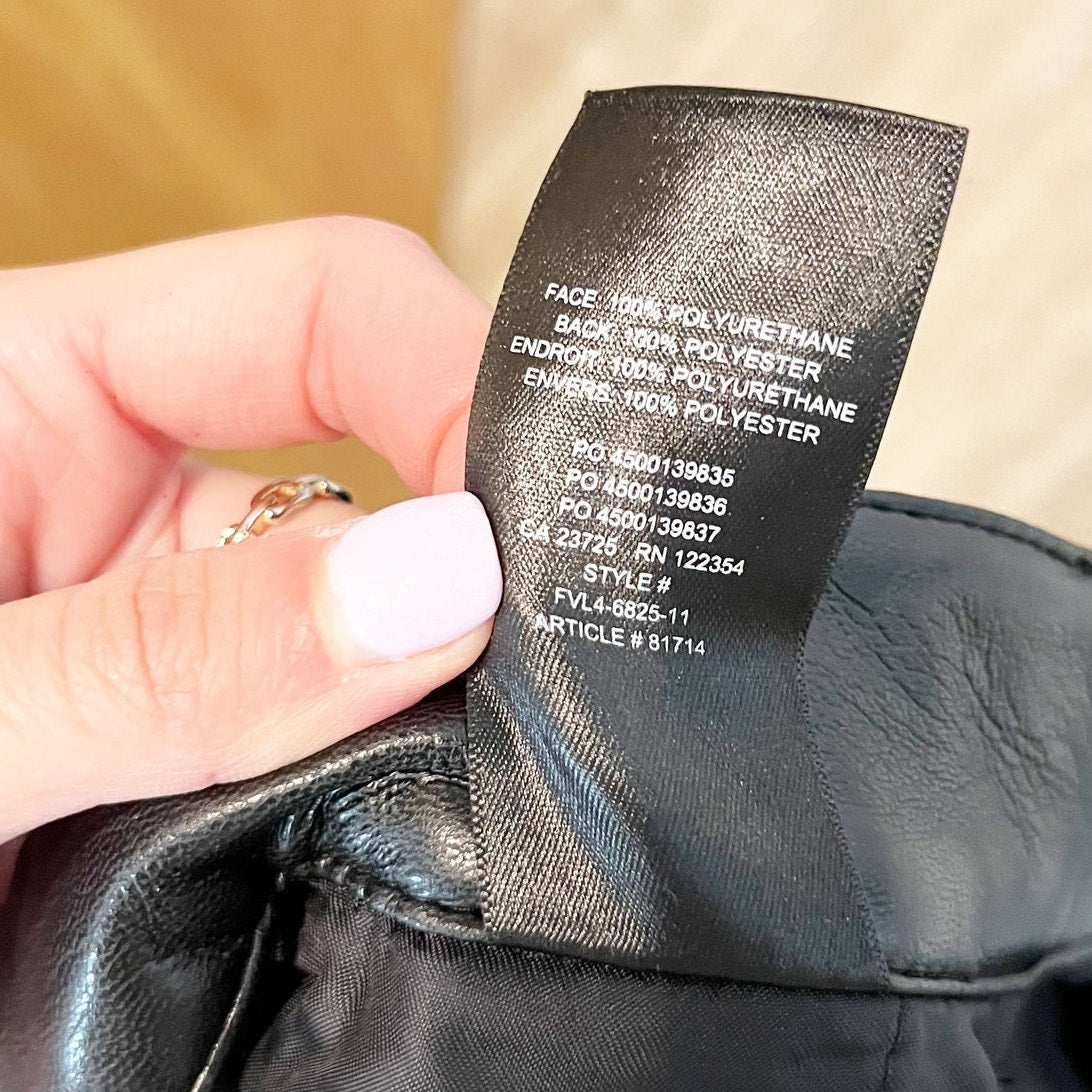 FACE: 100% POLYURETHANE
BACK: 100% POLYESTER
ENDROIT: 100% POLYURETHANE
ENVERS: 100% POLYESTER
PO 4500139835
PO 4500139836
PO 4500139837
CA 23725 RN 122354
STYLE #
FVL4-6825-11
ARTICLE # 81714